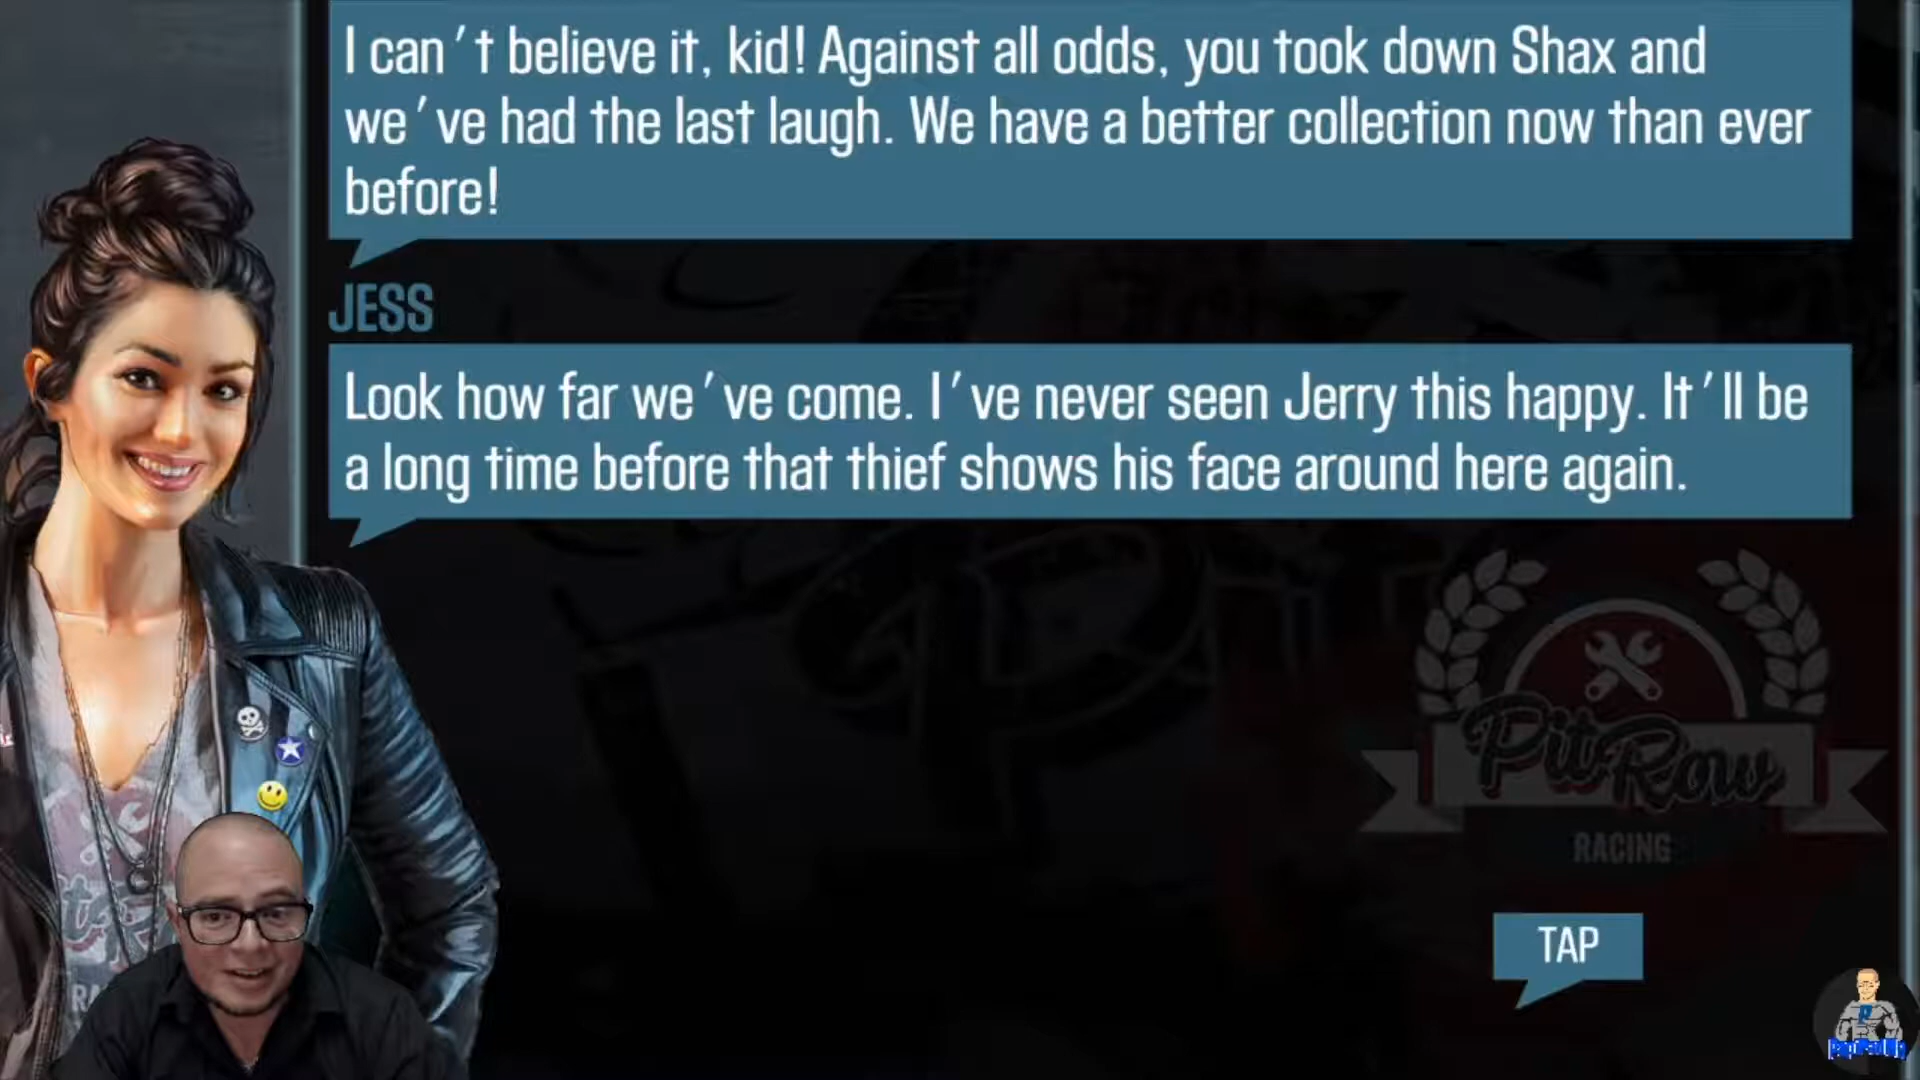 I can't believe it, kid! Against all odds, you took down Shax and
we've had the last laugh. We have a better collection now than ever
before!
JESS
Look how far we've come. I've never seen Jerry this happy. It'll be
a long time before that thief shows his face around here again.
Pit Row
RACING
TAP